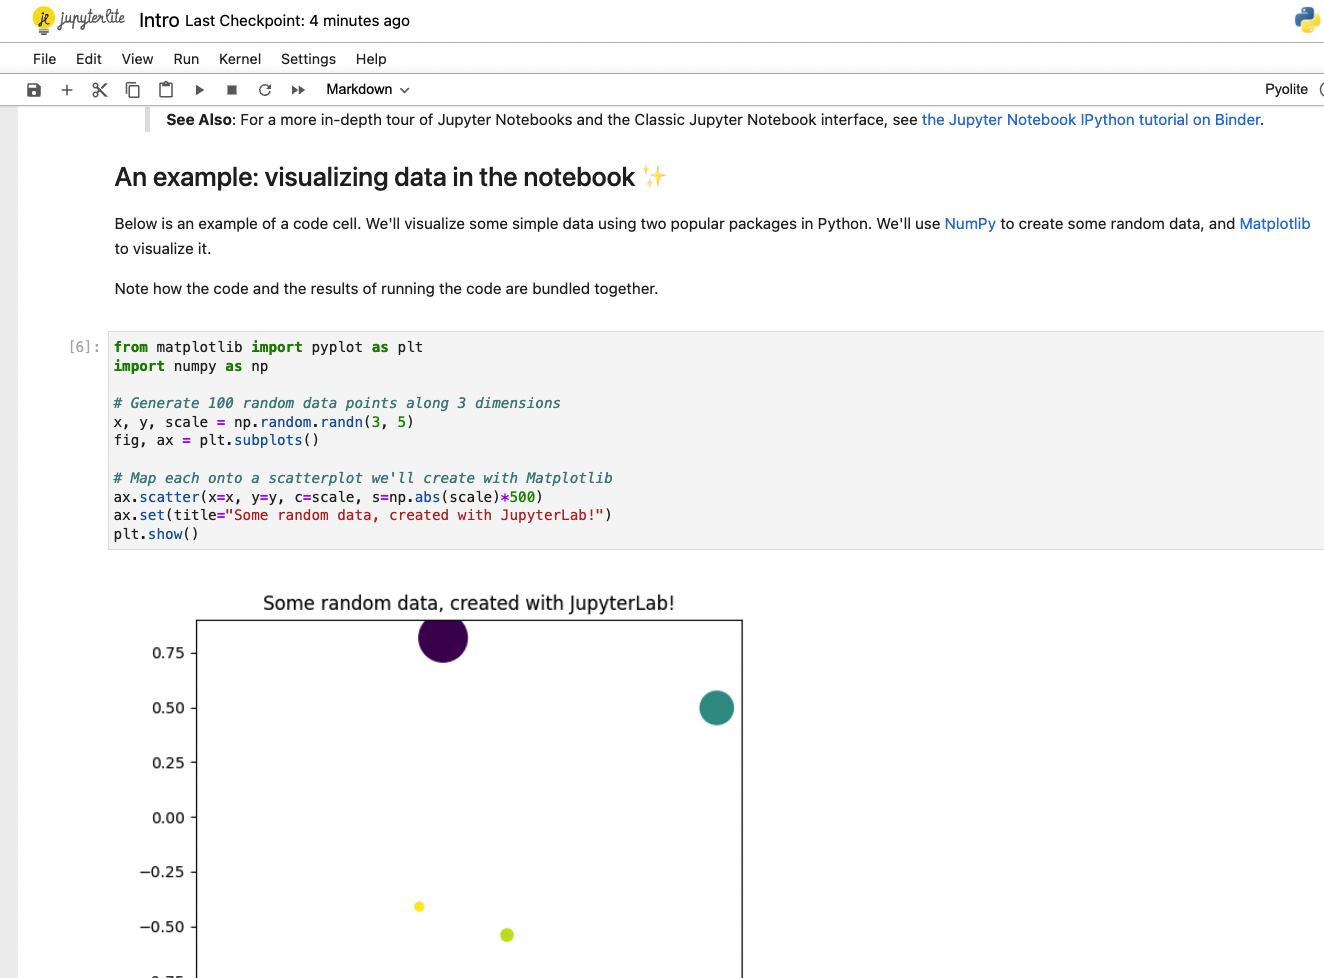 jupyterlite Intro Last Checkpoint: 4 minutes ago
File Edit View Run Kernel Settings Help
Markdown Pyolite
See Also: For a more in-depth tour of Jupyter Notebooks and the Classic Jupyter Notebook interface, see the Jupyter Notebook IPython tutorial on Binder.
An example: visualizing data in the notebook ✨
Below is an example of a code cell. We'll visualize some simple data using two popular packages in Python. We'll use NumPy to create some random data, and Matplotlib
to visualize it.
Note how the code and the results of running the code are bundled together.
[6]: from matplotlib import pyplot as plt
import numpy as np
# Generate 100 random data points along 3 dimensions
x, y, scale = np.random.randn(3, 5)
fig, ax = plt.subplots()
# Map each onto a scatterplot we'll create with Matplotlib
ax.scatter(x=x, y=y, c=scale, s=np.abs(scale)*500)
ax.set(title="Some random data, created with JupyterLab!")
plt.show()
Some random data, created with JupyterLab!
0.75
0.50
0.25
0.00
−0.25
−0.50